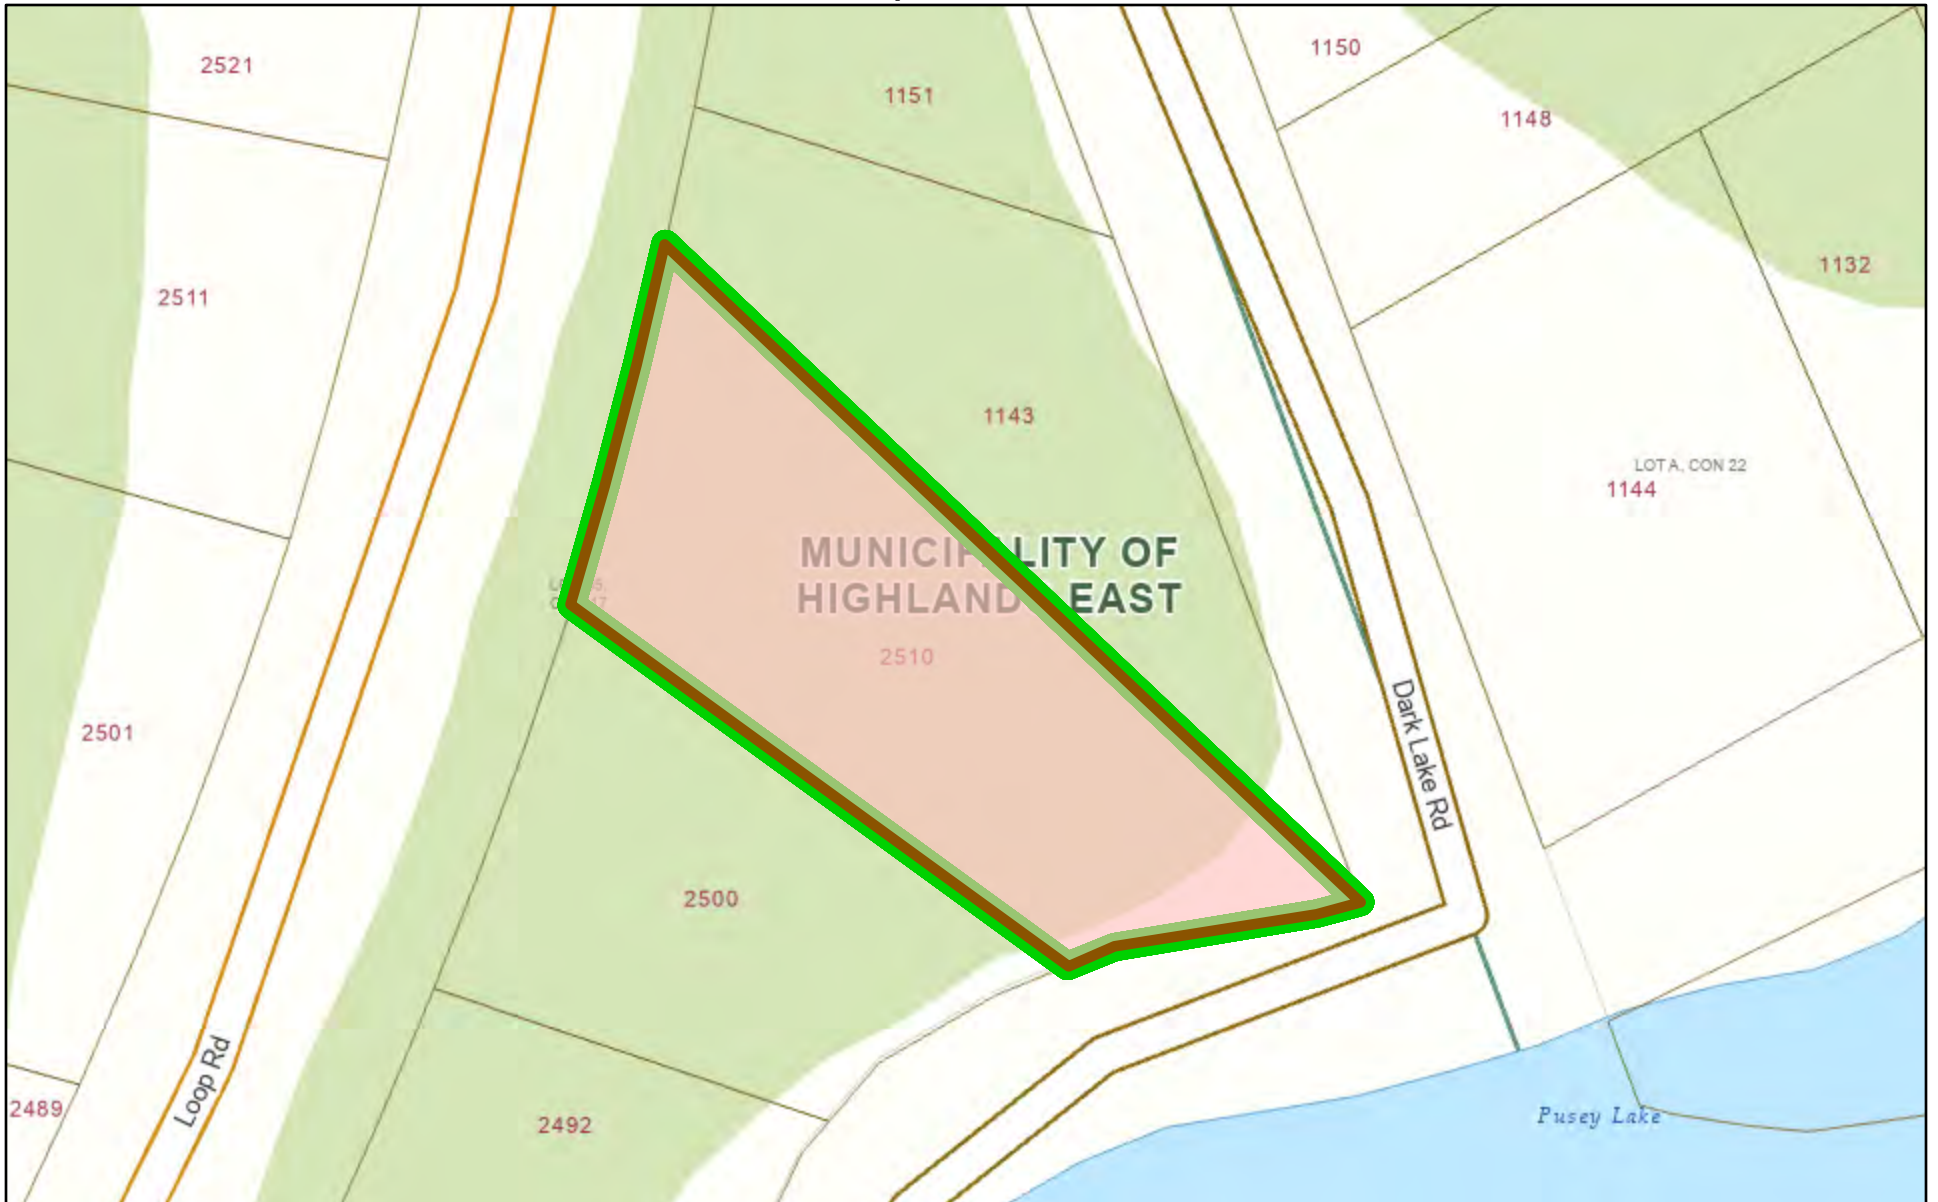 2521
1150
1151
1148
1132
2511
1143
LOT A, CON 22
1144
MUNICIPALITY OF
HIGHLANDS EAST
2510
2501
Dark Lake Rd
2500
Loop Rd
2489
2492
Pusey Lake